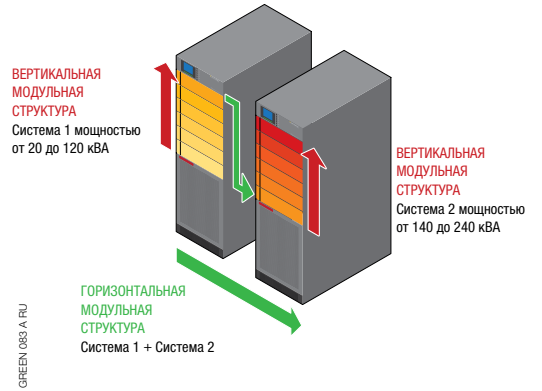 ВЕРТИКАЛЬНАЯ
МОДУЛЬНАЯ
СТРУКТУРА
Система 1 мощностью
от 20 до 120 кВА
ВЕРТИКАЛЬНАЯ
МОДУЛЬНАЯ
СТРУКТУРА
Система 2 мощностью
от 140 до 240 кВА
ГОРИЗОНТАЛЬНАЯ
МОДУЛЬНАЯ
СТРУКТУРА
Система 1 + Система 2
GREEN 083 A RU